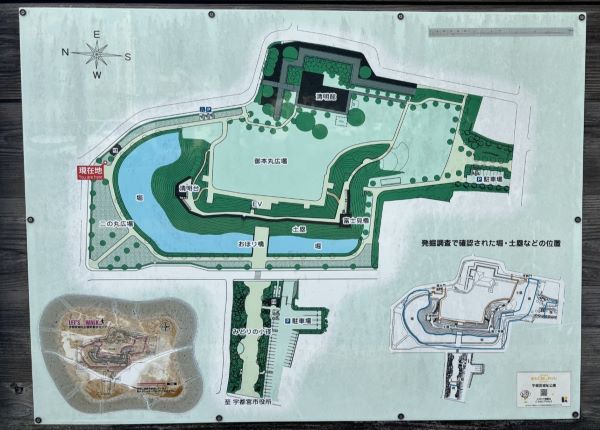 E
N
S
W
清明館
P
現在地
You are here
御本丸広場
P 駐車場
清明台
堀
EV
富士見櫓
二の丸広場
土塁
おほり橋
堀
発掘調査で確認された堀・土塁などの位置
LET'S WALK
P 駐車場
みどりの小径
至 宇都宮市役所
宇都宮城址公園